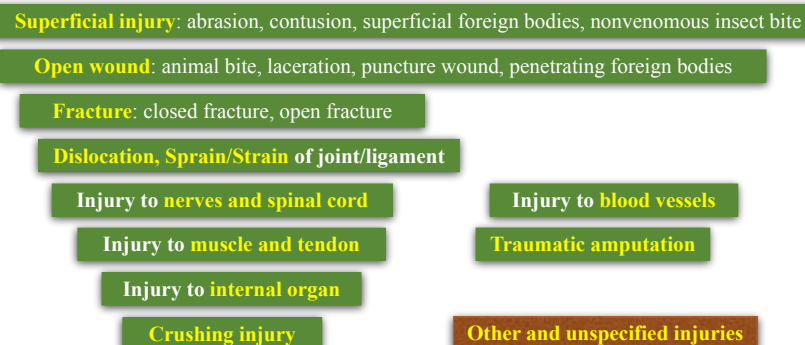 Superficial injury: abrasion, contusion, superficial foreign bodies, nonvenomous insect bite
Open wound: animal bite, laceration, puncture wound, penetrating foreign bodies
Fracture: closed fracture, open fracture
Dislocation, Sprain/Strain of joint/ligament
Injury to nerves and spinal cord
Injury to blood vessels
Injury to muscle and tendon
Traumatic amputation
Injury to internal organ
Crushing injury
Other and unspecified injuries